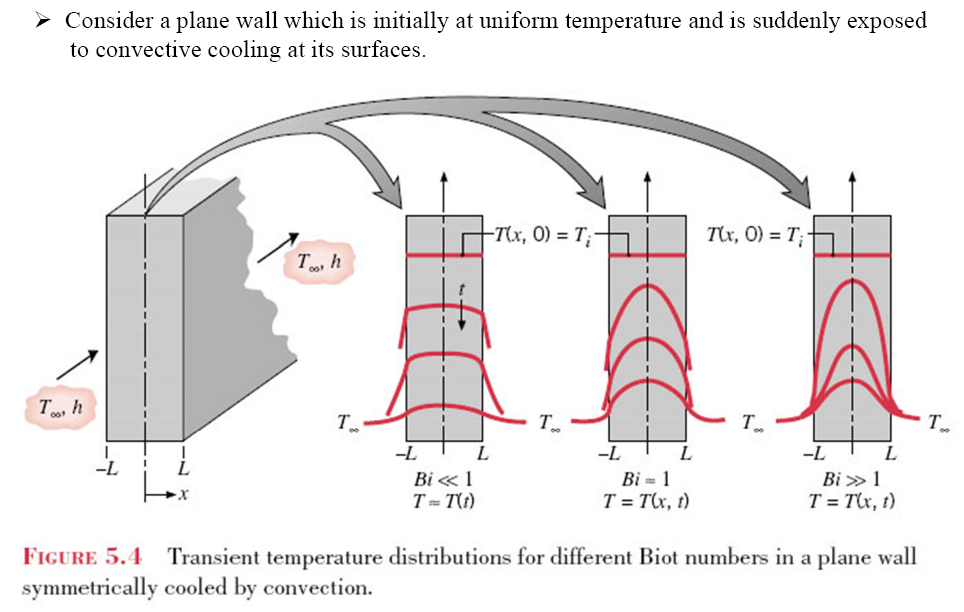 ➢ Consider a plane wall which is initially at uniform temperature and is suddenly exposed
to convective cooling at its surfaces.
T(x, 0) = Tᵢ
T(x, 0) = Tᵢ
T∞, h
t
T∞, h
T∞
T∞
T∞
T∞
–L
L
x
–L
L
–L
L
–L
L
Bi ≪ 1
T ≈ T(t)
Bi ≈ 1
T = T(x, t)
Bi ≫ 1
T = T(x, t)
FIGURE 5.4 Transient temperature distributions for different Biot numbers in a plane wall
symmetrically cooled by convection.